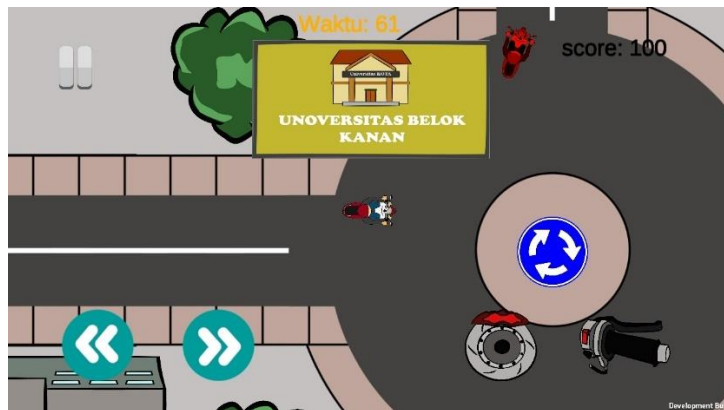 Waktu: 61
score: 100
Universitas KOTA
UNOVERSITAS BELOK
KANAN
Development Bu